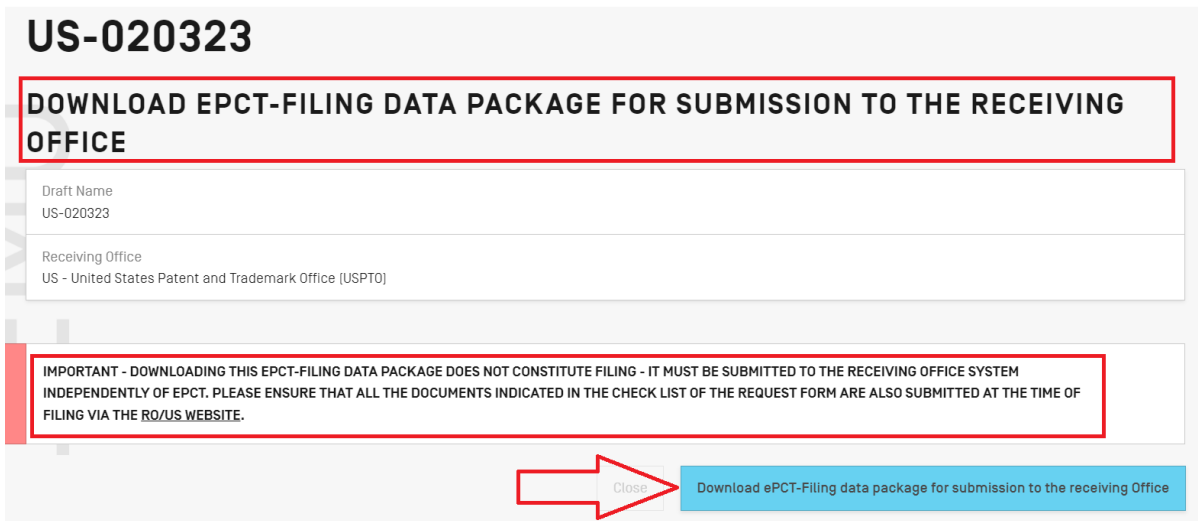 US-020323
DOWNLOAD EPCT-FILING DATA PACKAGE FOR SUBMISSION TO THE RECEIVING
OFFICE
Draft Name
US-020323
Receiving Office
US - United States Patent and Trademark Office [USPTO]
IMPORTANT - DOWNLOADING THIS EPCT-FILING DATA PACKAGE DOES NOT CONSTITUTE FILING - IT MUST BE SUBMITTED TO THE RECEIVING OFFICE SYSTEM
INDEPENDENTLY OF EPCT. PLEASE ENSURE THAT ALL THE DOCUMENTS INDICATED IN THE CHECK LIST OF THE REQUEST FORM ARE ALSO SUBMITTED AT THE TIME OF
FILING VIA THE RO/US WEBSITE.
Close
Download ePCT-Filing data package for submission to the receiving Office